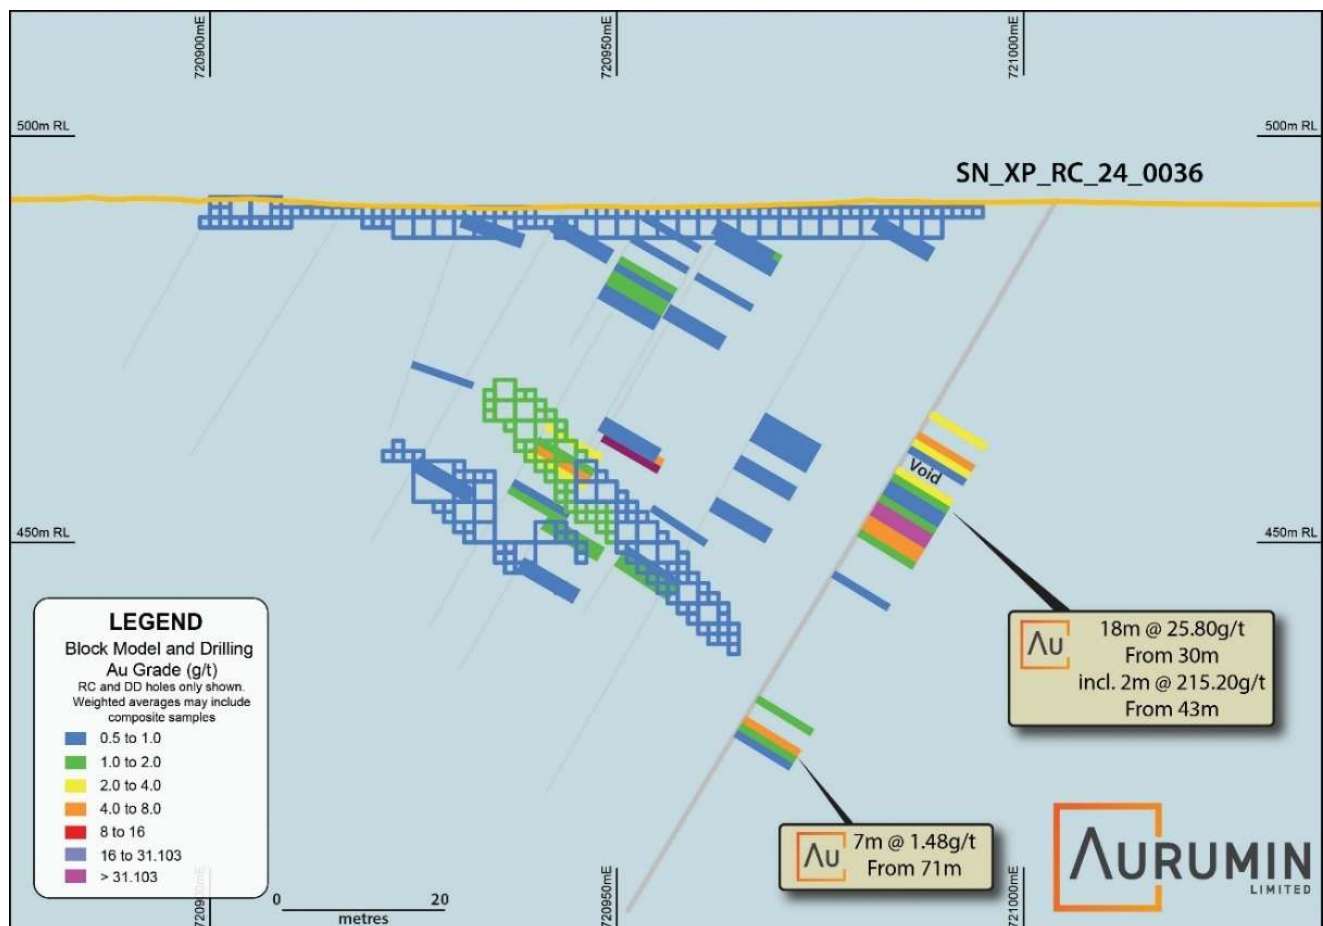 720900mE
720950mE
721000mE
500m RL
500m RL
SN_XP_RC_24_0036
Void
450m RL
450m RL
LEGEND
Block Model and Drilling
Au Grade (g/t)
RC and DD holes only shown.
Weighted averages may include
composite samples
0.5 to 1.0
1.0 to 2.0
2.0 to 4.0
4.0 to 8.0
8 to 16
16 to 31.103
> 31.103
Au
18m @ 25.80g/t
From 30m
incl. 2m @ 215.20g/t
From 43m
Au
7m @ 1.48g/t
From 71m
0 20
metres
720900mE
720950mE
721000mE
AURUMIN
LIMITED